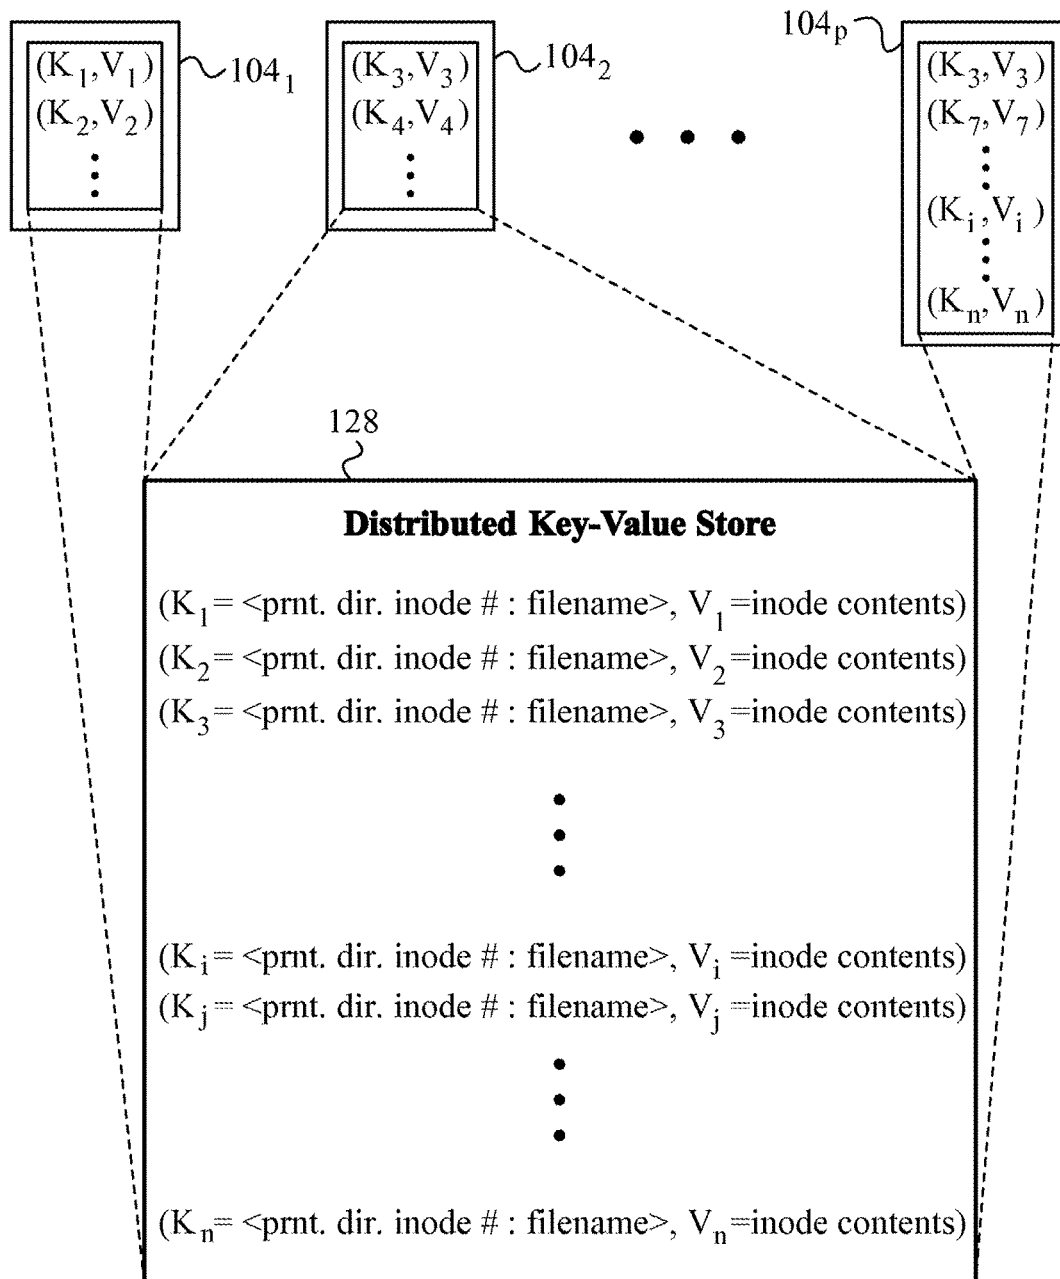 (K₁,V₁)
(K₂,V₂)
104₁
(K₃,V₃)
(K₄,V₄)
104₂
104ₚ
(K₃,V₃)
(K₇,V₇)
(Kᵢ,Vᵢ)
(Kₙ,Vₙ)
128
Distributed Key-Value Store
(K₁= <prnt. dir. inode # : filename>, V₁=inode contents)
(K₂= <prnt. dir. inode # : filename>, V₂=inode contents)
(K₃= <prnt. dir. inode # : filename>, V₃=inode contents)
(Kᵢ= <prnt. dir. inode # : filename>, Vᵢ =inode contents)
(Kⱼ= <prnt. dir. inode # : filename>, Vⱼ =inode contents)
(Kₙ= <prnt. dir. inode # : filename>, Vₙ=inode contents)